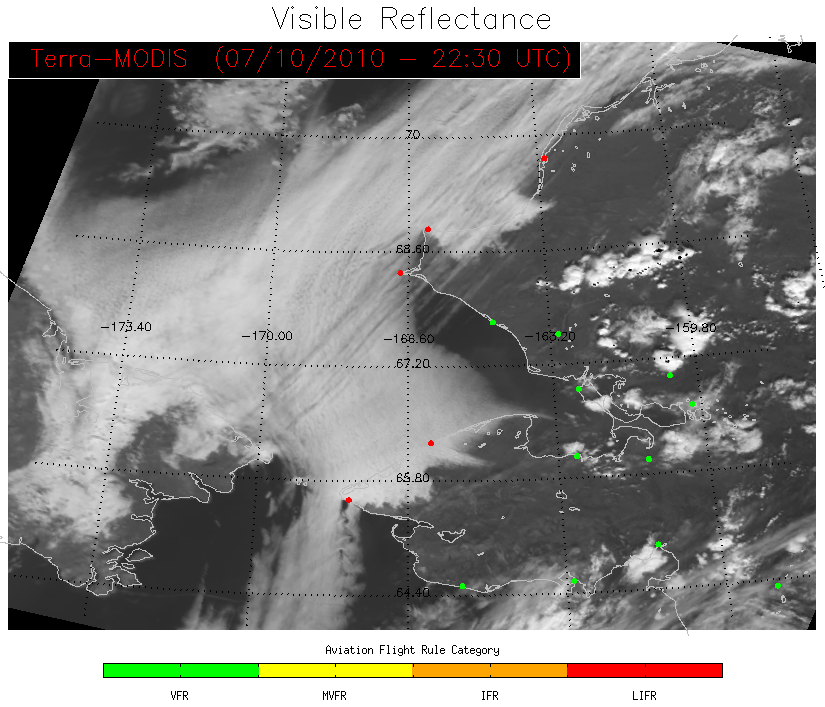 Visible Reflectance
Terra-MODIS (07/10/2010 - 22:30 UTC)
70
68.60
-173.40 -170.00 -166.60 -163.20 -159.80
67.20
65.80
64.40
Aviation Flight Rule Category
VFR MVFR IFR LIFR